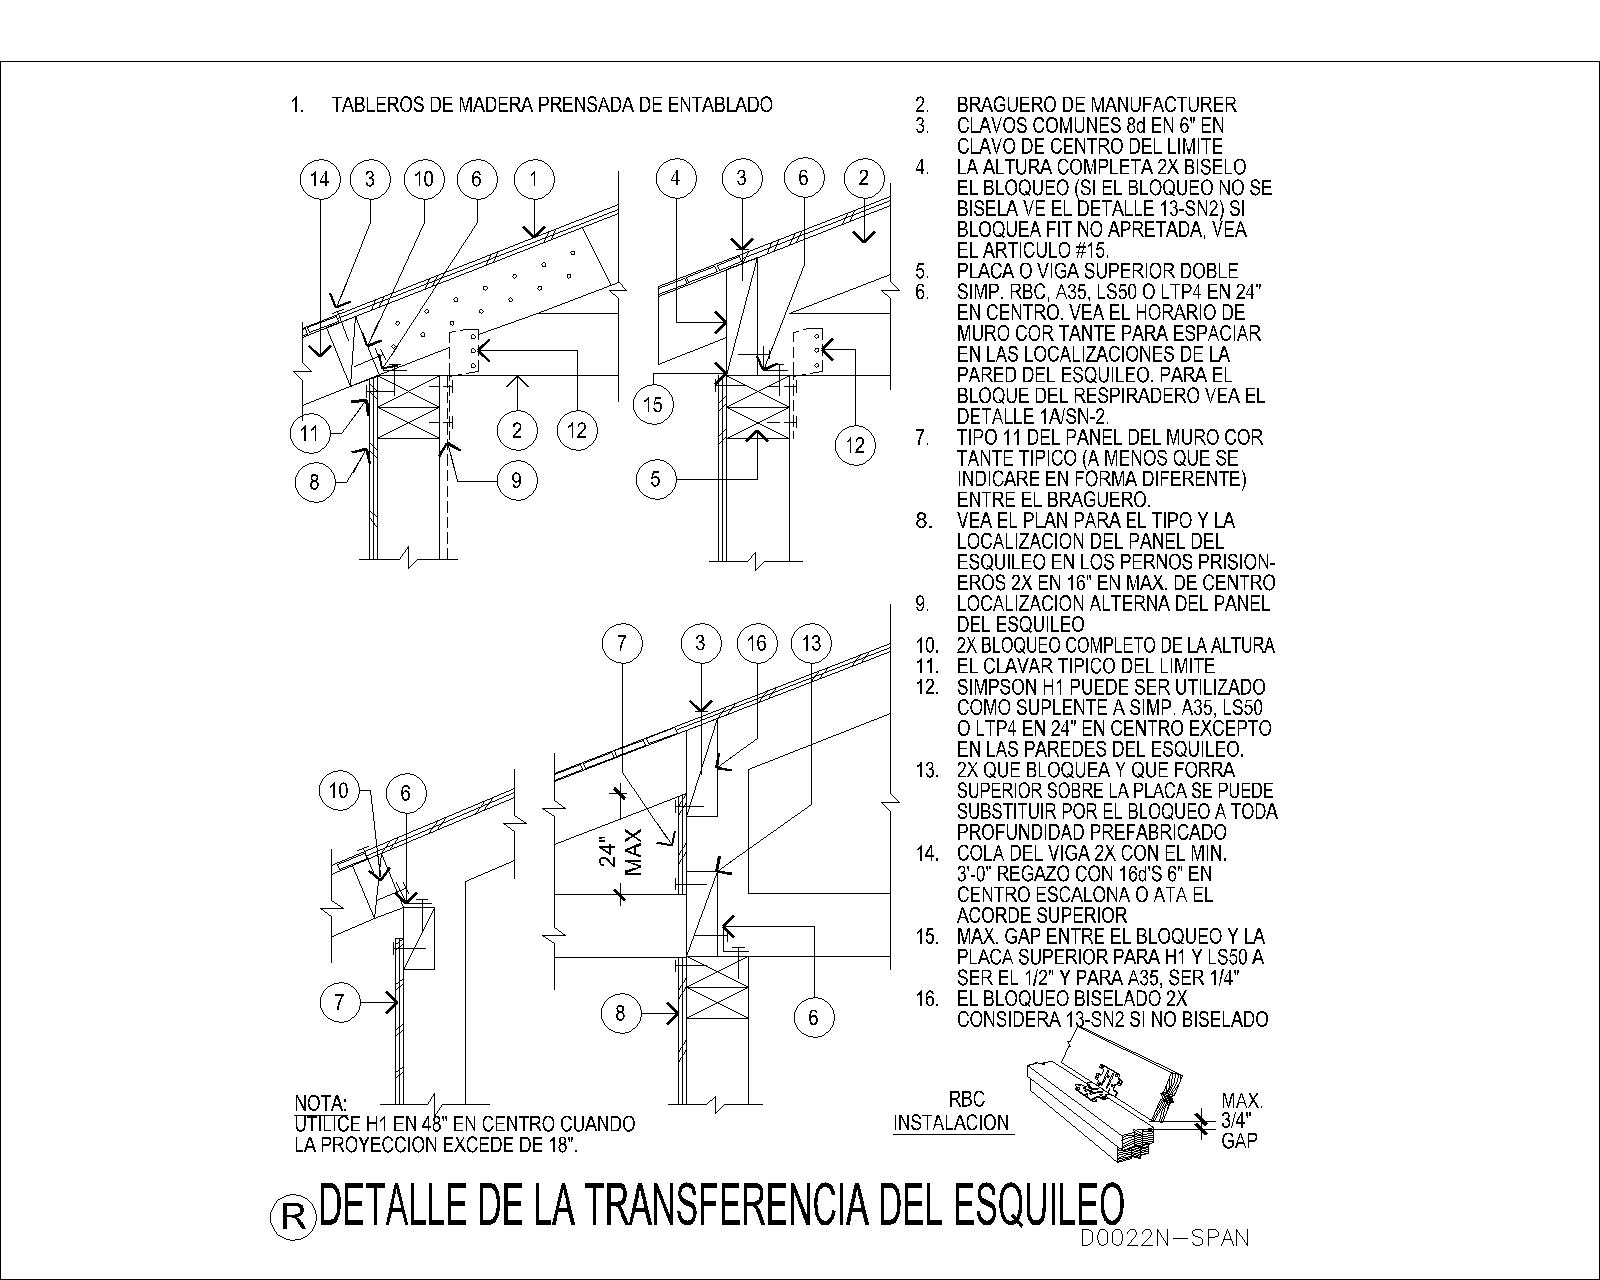 1. TABLEROS DE MADERA PRENSADA DE ENTABLADO
14 3 10 6 1
4 3 6 2
11 8 2 12 9
15 5 12
7 3 16 13
10 6
24" MAX
7 8 6
2. BRAGUERO DE MANUFACTURER
3. CLAVOS COMUNES 8d EN 6" EN
CLAVO DE CENTRO DEL LIMITE
4. LA ALTURA COMPLETA 2X BISELO
EL BLOQUEO (SI EL BLOQUEO NO SE
BISELA VE EL DETALLE 13-SN2) SI
BLOQUEA FIT NO APRETADA, VEA
EL ARTICULO #15.
5. PLACA O VIGA SUPERIOR DOBLE
6. SIMP. RBC, A35, LS50 O LTP4 EN 24"
EN CENTRO. VEA EL HORARIO DE
MURO COR TANTE PARA ESPACIAR
EN LAS LOCALIZACIONES DE LA
PARED DEL ESQUILEO. PARA EL
BLOQUE DEL RESPIRADERO VEA EL
DETALLE 1A/SN-2.
7. TIPO 11 DEL PANEL DEL MURO COR
TANTE TIPICO (A MENOS QUE SE
INDICARE EN FORMA DIFERENTE)
ENTRE EL BRAGUERO.
8. VEA EL PLAN PARA EL TIPO Y LA
LOCALIZACION DEL PANEL DEL
ESQUILEO EN LOS PERNOS PRISION-
EROS 2X EN 16" EN MAX. DE CENTRO
9. LOCALIZACION ALTERNA DEL PANEL
DEL ESQUILEO
10. 2X BLOQUEO COMPLETO DE LA ALTURA
11. EL CLAVAR TIPICO DEL LIMITE
12. SIMPSON H1 PUEDE SER UTILIZADO
COMO SUPLENTE A SIMP. A35, LS50
O LTP4 EN 24" EN CENTRO EXCEPTO
EN LAS PAREDES DEL ESQUILEO.
13. 2X QUE BLOQUEA Y QUE FORRA
SUPERIOR SOBRE LA PLACA SE PUEDE
SUBSTITUIR POR EL BLOQUEO A TODA
PROFUNDIDAD PREFABRICADO
14. COLA DEL VIGA 2X CON EL MIN.
3'-0" REGAZO CON 16d'S 6" EN
CENTRO ESCALONA O ATA EL
ACORDE SUPERIOR
15. MAX. GAP ENTRE EL BLOQUEO Y LA
PLACA SUPERIOR PARA H1 Y LS50 A
SER EL 1/2" Y PARA A35, SER 1/4"
16. EL BLOQUEO BISELADO 2X
CONSIDERA 13-SN2 SI NO BISELADO
NOTA:
UTILICE H1 EN 48" EN CENTRO CUANDO
LA PROYECCION EXCEDE DE 18".
RBC
INSTALACION
MAX.
3/4"
GAP
R DETALLE DE LA TRANSFERENCIA DEL ESQUILEO
D0022N-SPAN